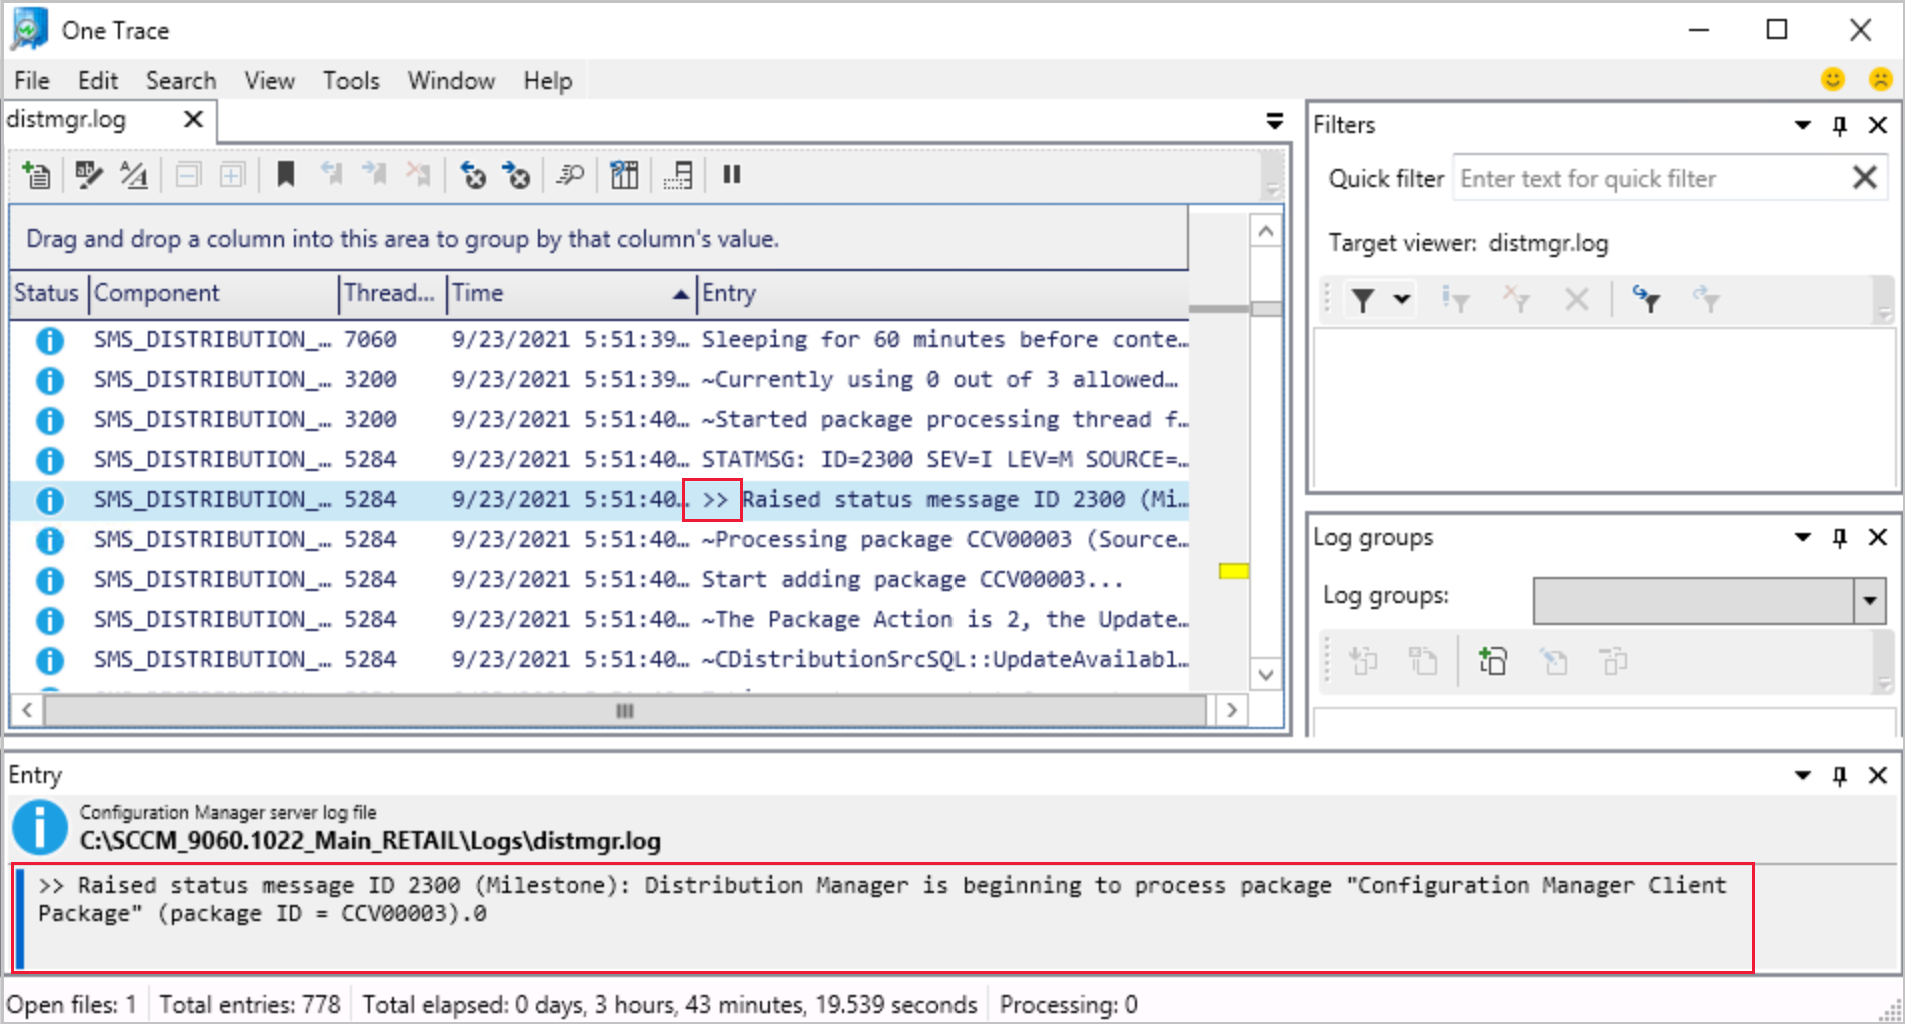 One Trace
File Edit Search View Tools Window Help
distmgr.log
Drag and drop a column into this area to group by that column's value.
Status Component Thread... Time Entry
SMS_DISTRIBUTION_... 7060 9/23/2021 5:51:39... Sleeping for 60 minutes before conte...
SMS_DISTRIBUTION_... 3200 9/23/2021 5:51:39... ~Currently using 0 out of 3 allowed...
SMS_DISTRIBUTION_... 3200 9/23/2021 5:51:40... ~Started package processing thread f...
SMS_DISTRIBUTION_... 5284 9/23/2021 5:51:40... STATMSG: ID=2300 SEV=I LEV=M SOURCE=...
SMS_DISTRIBUTION_... 5284 9/23/2021 5:51:40... >> Raised status message ID 2300 (Mi...
SMS_DISTRIBUTION_... 5284 9/23/2021 5:51:40... ~Processing package CCV00003 (Source...
SMS_DISTRIBUTION_... 5284 9/23/2021 5:51:40... Start adding package CCV00003...
SMS_DISTRIBUTION_... 5284 9/23/2021 5:51:40... ~The Package Action is 2, the Update...
SMS_DISTRIBUTION_... 5284 9/23/2021 5:51:40... ~CDistributionSrcSQL::UpdateAvailabl...
Filters
Quick filter Enter text for quick filter
Target viewer: distmgr.log
Log groups
Log groups:
Entry
Configuration Manager server log file
C:\SCCM_9060.1022_Main_RETAIL\Logs\distmgr.log
>> Raised status message ID 2300 (Milestone): Distribution Manager is beginning to process package "Configuration Manager Client
Package" (package ID = CCV00003).0
Open files: 1 Total entries: 778 Total elapsed: 0 days, 3 hours, 43 minutes, 19.539 seconds Processing: 0